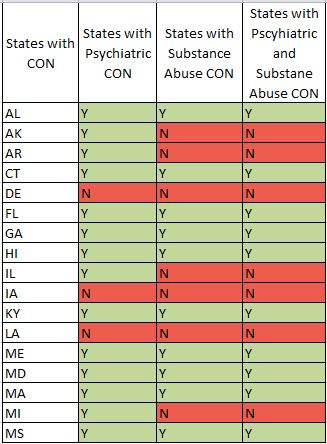 States with CON
States with Psychiatric CON
States with Substance Abuse CON
States with Pscyhiatric and Substane Abuse CON
AL Y Y Y
AK Y N N
AR Y N N
CT Y Y Y
DE N N N
FL Y Y Y
GA Y Y Y
HI Y Y Y
IL Y N N
IA N N N
KY Y Y Y
LA N N N
ME Y Y Y
MD Y Y Y
MA Y Y Y
MI Y N N
MS Y Y Y